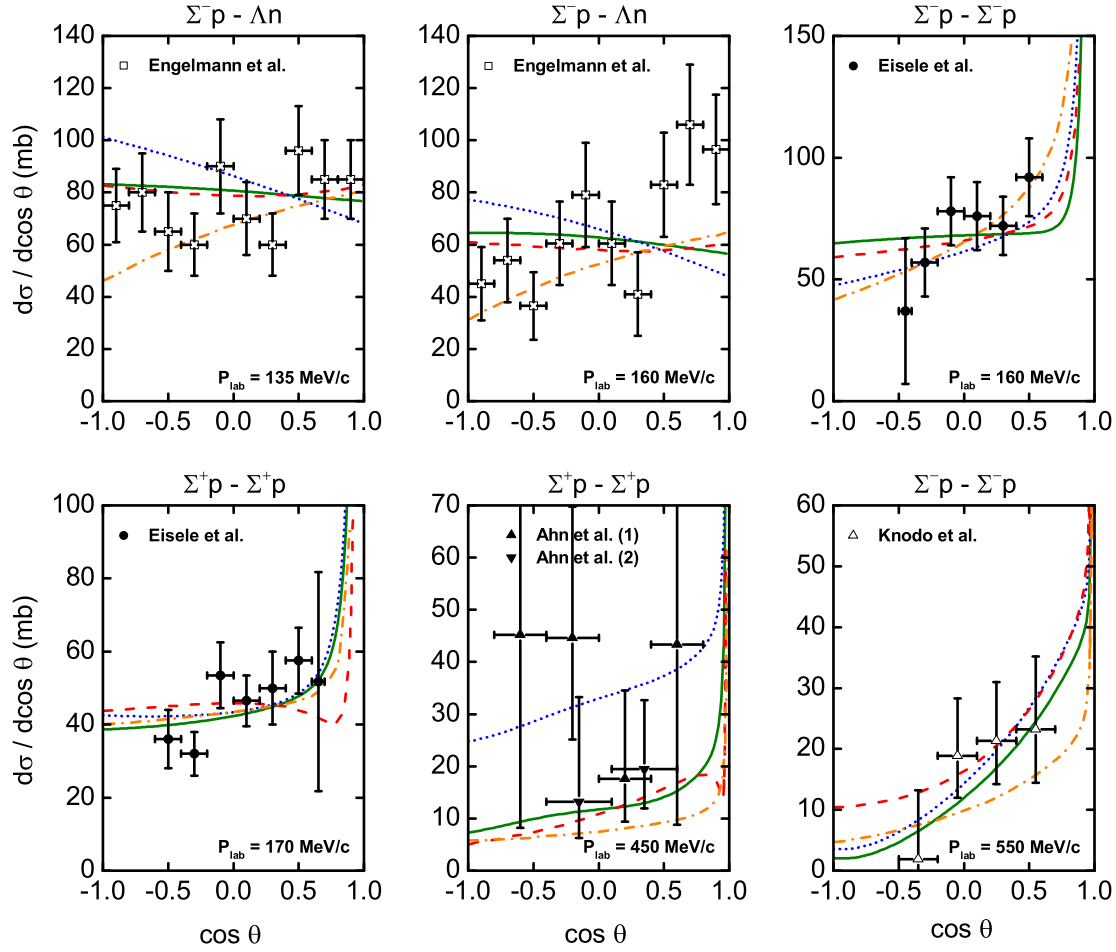 Σ⁻p - Λn
Σ⁻p - Λn
Σ⁻p - Σ⁻p
140
120
100
80
60
40
20
0
dσ / dcos θ (mb)
Engelmann et al.
P_lab = 135 MeV/c
-1.0 -0.5 0.0 0.5 1.0
140
120
100
80
60
40
20
0
Engelmann et al.
P_lab = 160 MeV/c
-1.0 -0.5 0.0 0.5 1.0
150
100
50
0
Eisele et al.
P_lab = 160 MeV/c
-1.0 -0.5 0.0 0.5 1.0
Σ⁺p - Σ⁺p
Σ⁺p - Σ⁺p
Σ⁻p - Σ⁻p
100
80
60
40
20
0
dσ / dcos θ (mb)
Eisele et al.
P_lab = 170 MeV/c
-1.0 -0.5 0.0 0.5 1.0
cos θ
70
60
50
40
30
20
10
0
Ahn et al. (1)
Ahn et al. (2)
P_lab = 450 MeV/c
-1.0 -0.5 0.0 0.5 1.0
cos θ
60
50
40
30
20
10
0
Knodo et al.
P_lab = 550 MeV/c
-1.0 -0.5 0.0 0.5 1.0
cos θ